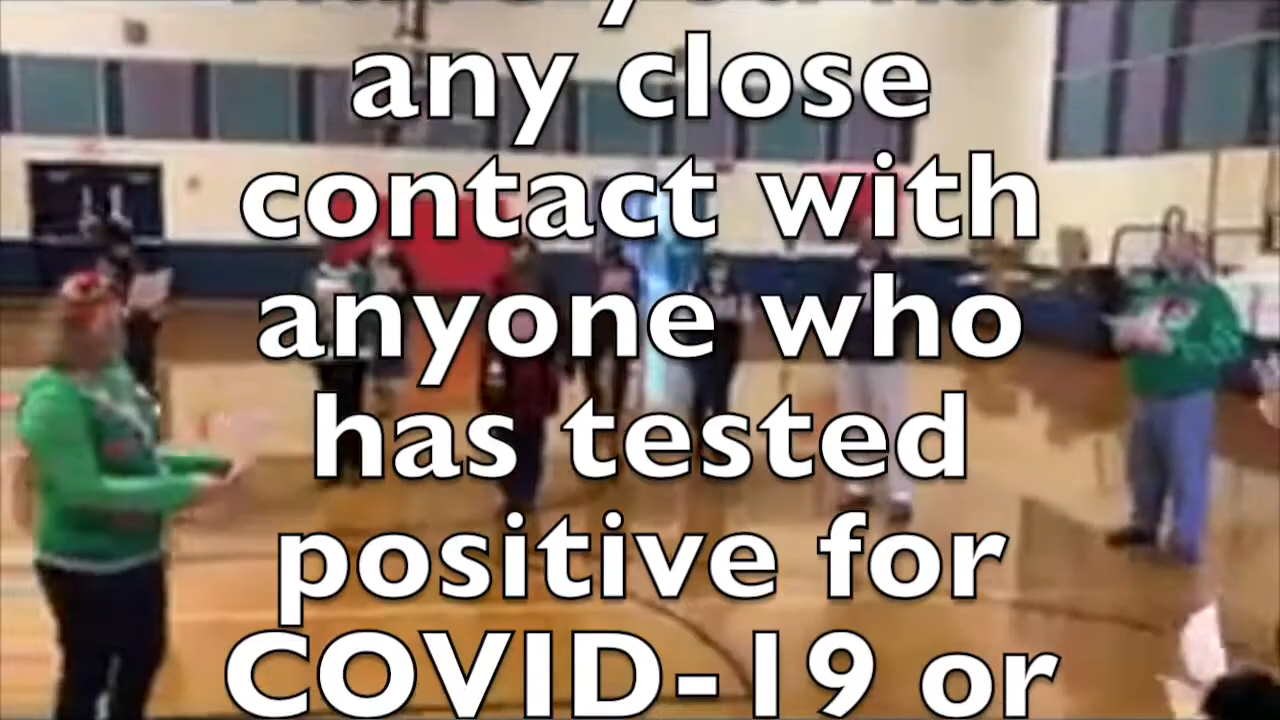 any close
contact with
anyone who
has tested
positive for
COVID-19 or